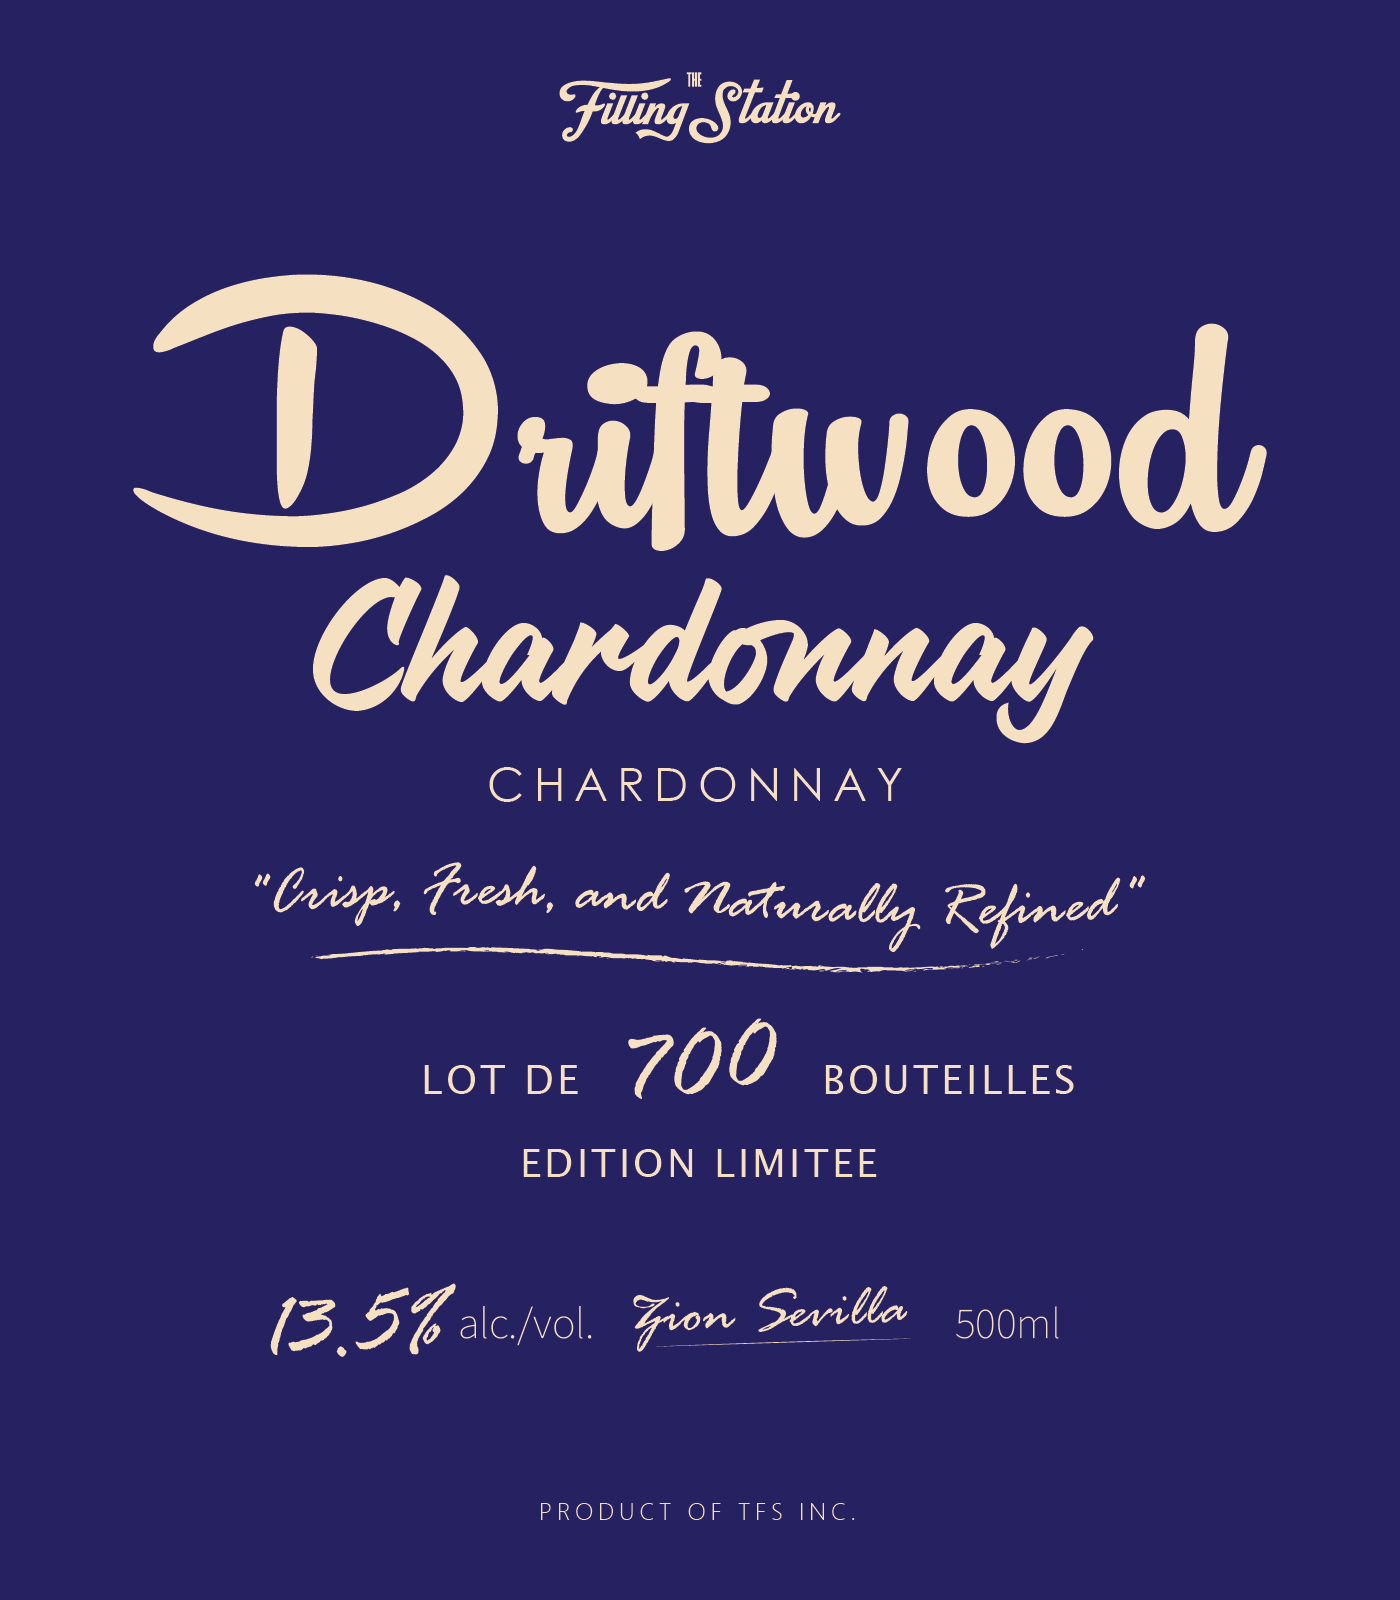 THE
Filling Station
Driftwood
Chardonnay
CHARDONNAY
"Crisp, Fresh, and Naturally Refined"
LOT DE 700 BOUTEILLES
EDITION LIMITEE
13.5% alc./vol. Zion Sevilla 500ml
PRODUCT OF TFS INC.